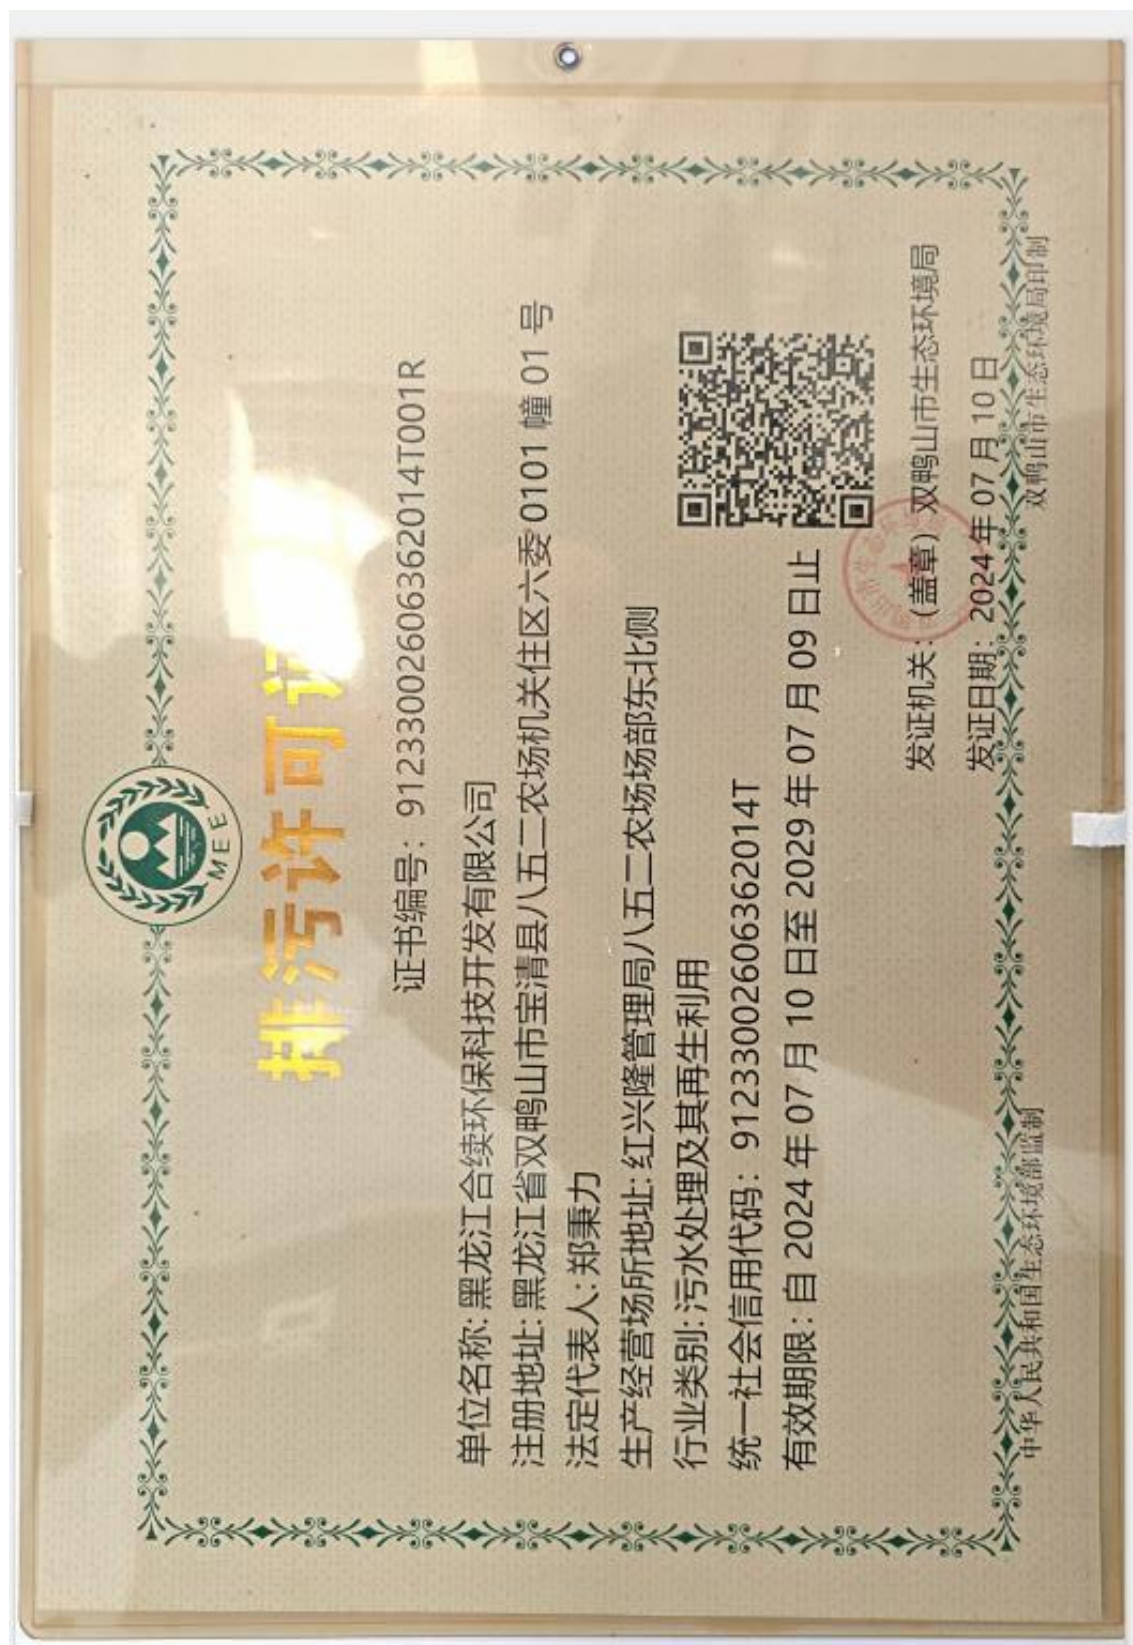 MEE
排污许可证
证书编号：91233002606362014T001R
单位名称:黑龙江合续环保科技开发有限公司
注册地址:黑龙江省双鸭山市宝清县八五二农场机关住区六委0101幢01号
法定代表人:郑秉力
生产经营场所地址:红兴隆管理局八五二农场场部东北侧
行业类别:污水处理及其再生利用
统一社会信用代码：91233002606362014T
有效期限：自2024年07月10日至2029年07月09日止
发证机关：（盖章）双鸭山市生态环境局
发证日期：2024年07月10日
中华人民共和国生态环境部监制
双鸭山市生态环境局印制